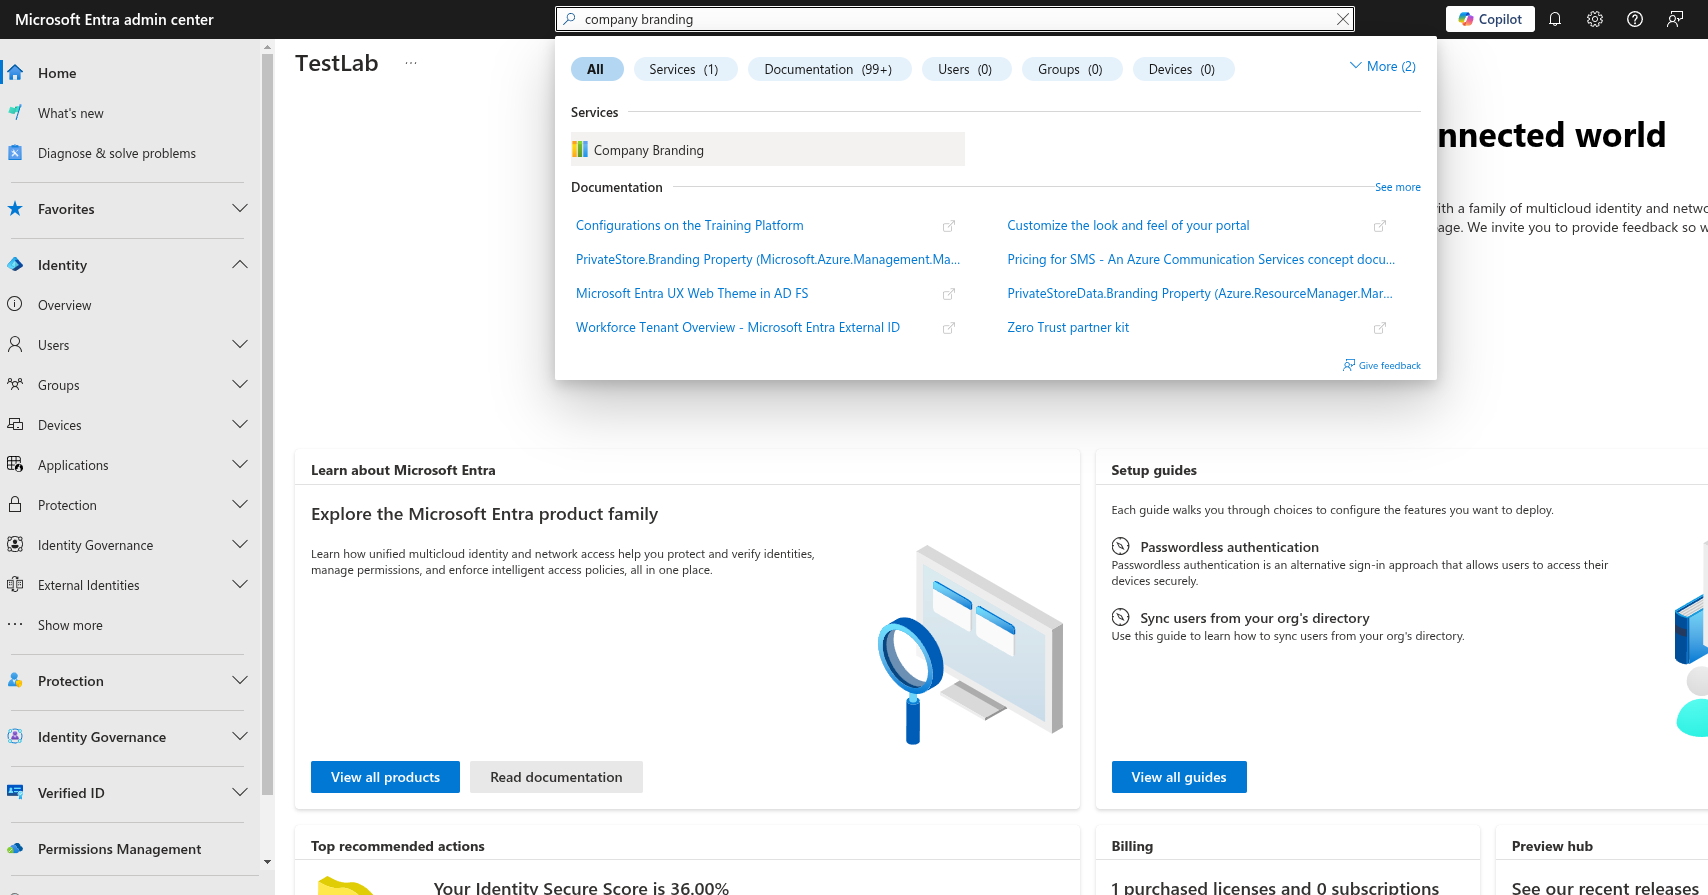 Microsoft Entra admin center
company branding
Copilot
Home
What's new
Diagnose & solve problems
Favorites
Identity
Overview
Users
Groups
Devices
Applications
Protection
Identity Governance
External Identities
Show more
Protection
Identity Governance
Verified ID
Permissions Management
TestLab
All
Services (1)
Documentation (99+)
Users (0)
Groups (0)
Devices (0)
More (2)
Services
Company Branding
Documentation
See more
Configurations on the Training Platform
Customize the look and feel of your portal
PrivateStore.Branding Property (Microsoft.Azure.Management.Ma...
Pricing for SMS - An Azure Communication Services concept docu...
Microsoft Entra UX Web Theme in AD FS
PrivateStoreData.Branding Property (Azure.ResourceManager.Mar...
Workforce Tenant Overview - Microsoft Entra External ID
Zero Trust partner kit
Give feedback
nnected world
ith a family of multicloud identity and netwo
age. We invite you to provide feedback so w
Learn about Microsoft Entra
Explore the Microsoft Entra product family
Learn how unified multicloud identity and network access help you protect and verify identities,
manage permissions, and enforce intelligent access policies, all in one place.
View all products
Read documentation
Setup guides
Each guide walks you through choices to configure the features you want to deploy.
Passwordless authentication
Passwordless authentication is an alternative sign-in approach that allows users to access their
devices securely.
Sync users from your org's directory
Use this guide to learn how to sync users from your org's directory.
View all guides
Top recommended actions
Your Identity Secure Score is 36.00%
Billing
1 purchased licenses and 0 subscriptions
Preview hub
See our recent releases